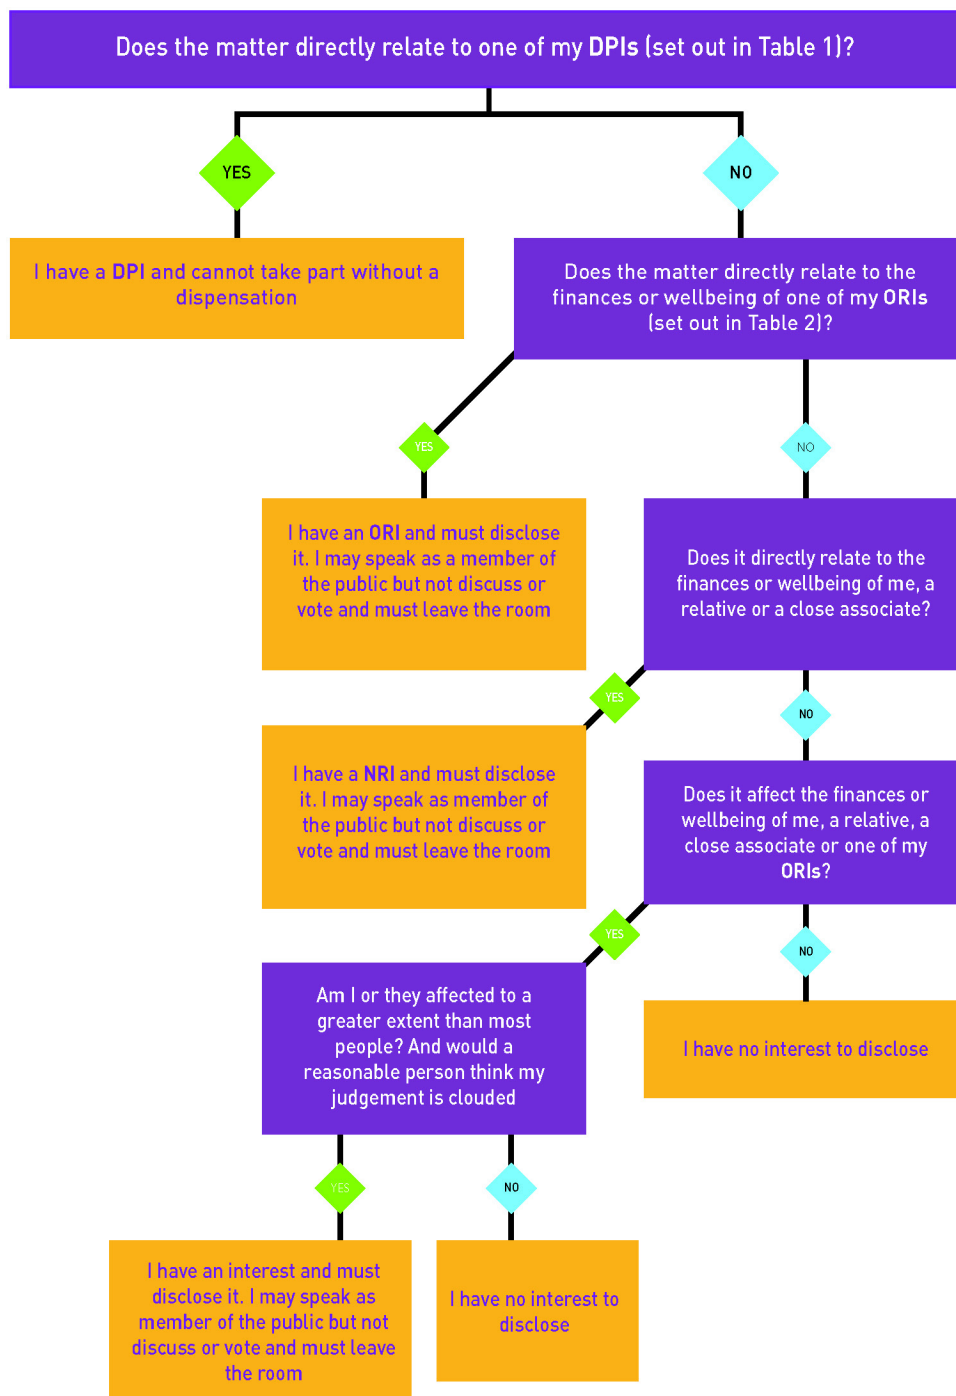 Does the matter directly relate to one of my DPIs (set out in Table 1)?
YES
NO
I have a DPI and cannot take part without a
dispensation
Does the matter directly relate to the
finances or wellbeing of one of my ORIs
(set out in Table 2)?
YES
NO
I have an ORI and must disclose
it. I may speak as a member of
the public but not discuss or
vote and must leave the room
Does it directly relate to the
finances or wellbeing of me, a
relative or a close associate?
YES
NO
I have a NRI and must disclose
it. I may speak as member of
the public but not discuss or
vote and must leave the room
Does it affect the finances or
wellbeing of me, a relative, a
close associate or one of my
ORIs?
YES
NO
Am I or they affected to a
greater extent than most
people? And would a
reasonable person think my
judgement is clouded
I have no interest to disclose
YES
NO
I have an interest and must
disclose it. I may speak as
member of the public but not
discuss or vote and must leave
the room
I have no interest to
disclose